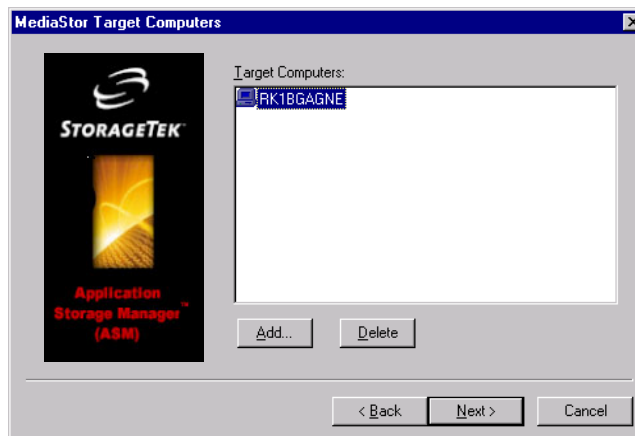 MediaStor Target Computers
STORAGETEK
Application
Storage Manager™
(ASM)
Target Computers:
RK1BGAGNE
Add...
Delete
< Back
Next >
Cancel